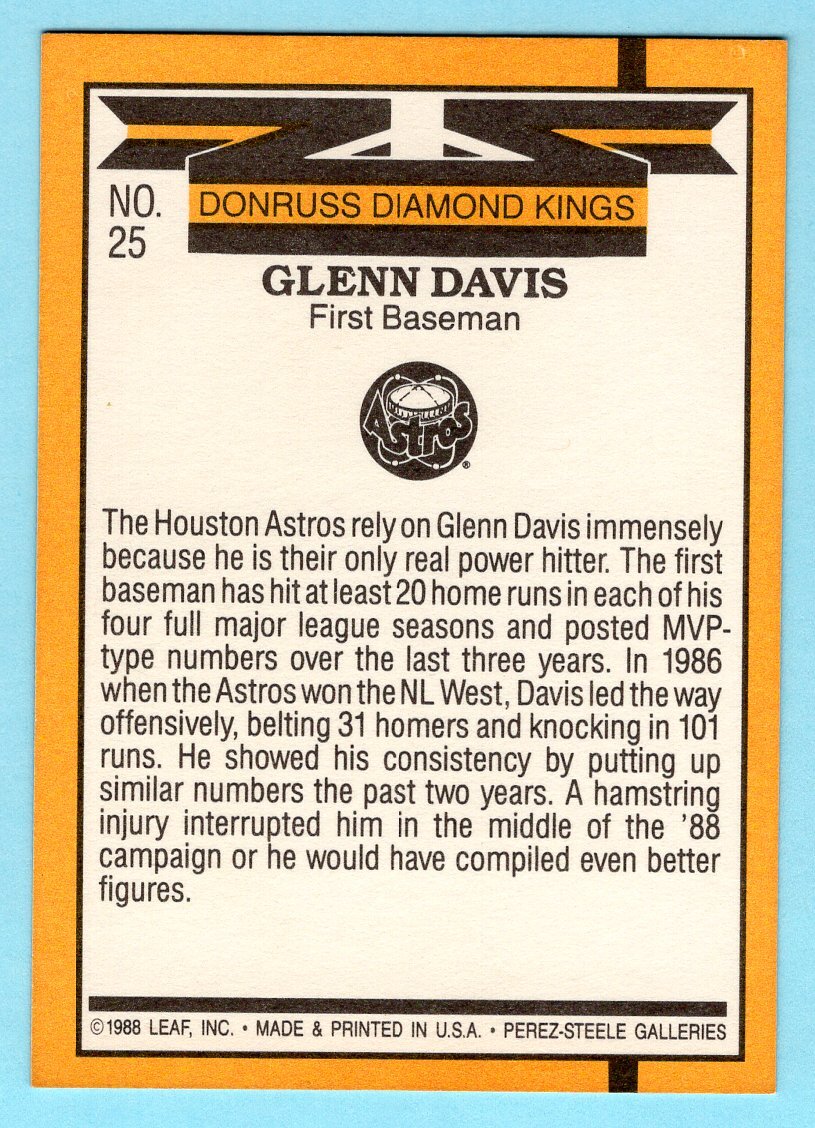 NO.
25
DONRUSS DIAMOND KINGS
GLENN DAVIS
First Baseman
Astros
®
The Houston Astros rely on Glenn Davis immensely
because he is their only real power hitter. The first
baseman has hit at least 20 home runs in each of his
four full major league seasons and posted MVP-
type numbers over the last three years. In 1986
when the Astros won the NL West, Davis led the way
offensively, belting 31 homers and knocking in 101
runs. He showed his consistency by putting up
similar numbers the past two years. A hamstring
injury interrupted him in the middle of the '88
campaign or he would have compiled even better
figures.
©1988 LEAF, INC. • MADE & PRINTED IN U.S.A. • PEREZ-STEELE GALLERIES